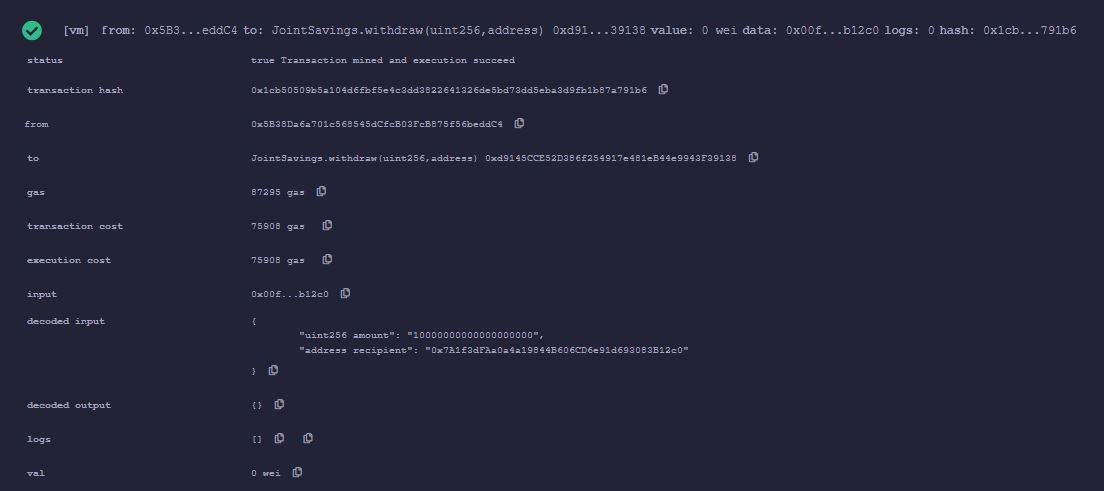 [vm] from: 0x5B3...eddC4 to: JointSavings.withdraw(uint256,address) 0xd91...39138 value: 0 wei data: 0x00f...b12c0 logs: 0 hash: 0x1cb...791b6
status true Transaction mined and execution succeed
transaction hash 0x1cb50509b5a104d6fbf5e4c3dd3822641326de5bd73dd5eba3d9fb1b87a791b6
from 0x5B38Da6a701c568545dCfcB03FcB875f56beddC4
to JointSavings.withdraw(uint256,address) 0xd9145CCE52D386f254917e481eB44e9943F39138
gas 87295 gas
transaction cost 75908 gas
execution cost 75908 gas
input 0x00f...b12c0
decoded input {
"uint256 amount": "10000000000000000000",
"address recipient": "0x7A1f3dFAa0a4a19844B606CD6e91d693083B12c0"
}
decoded output {}
logs []
val 0 wei